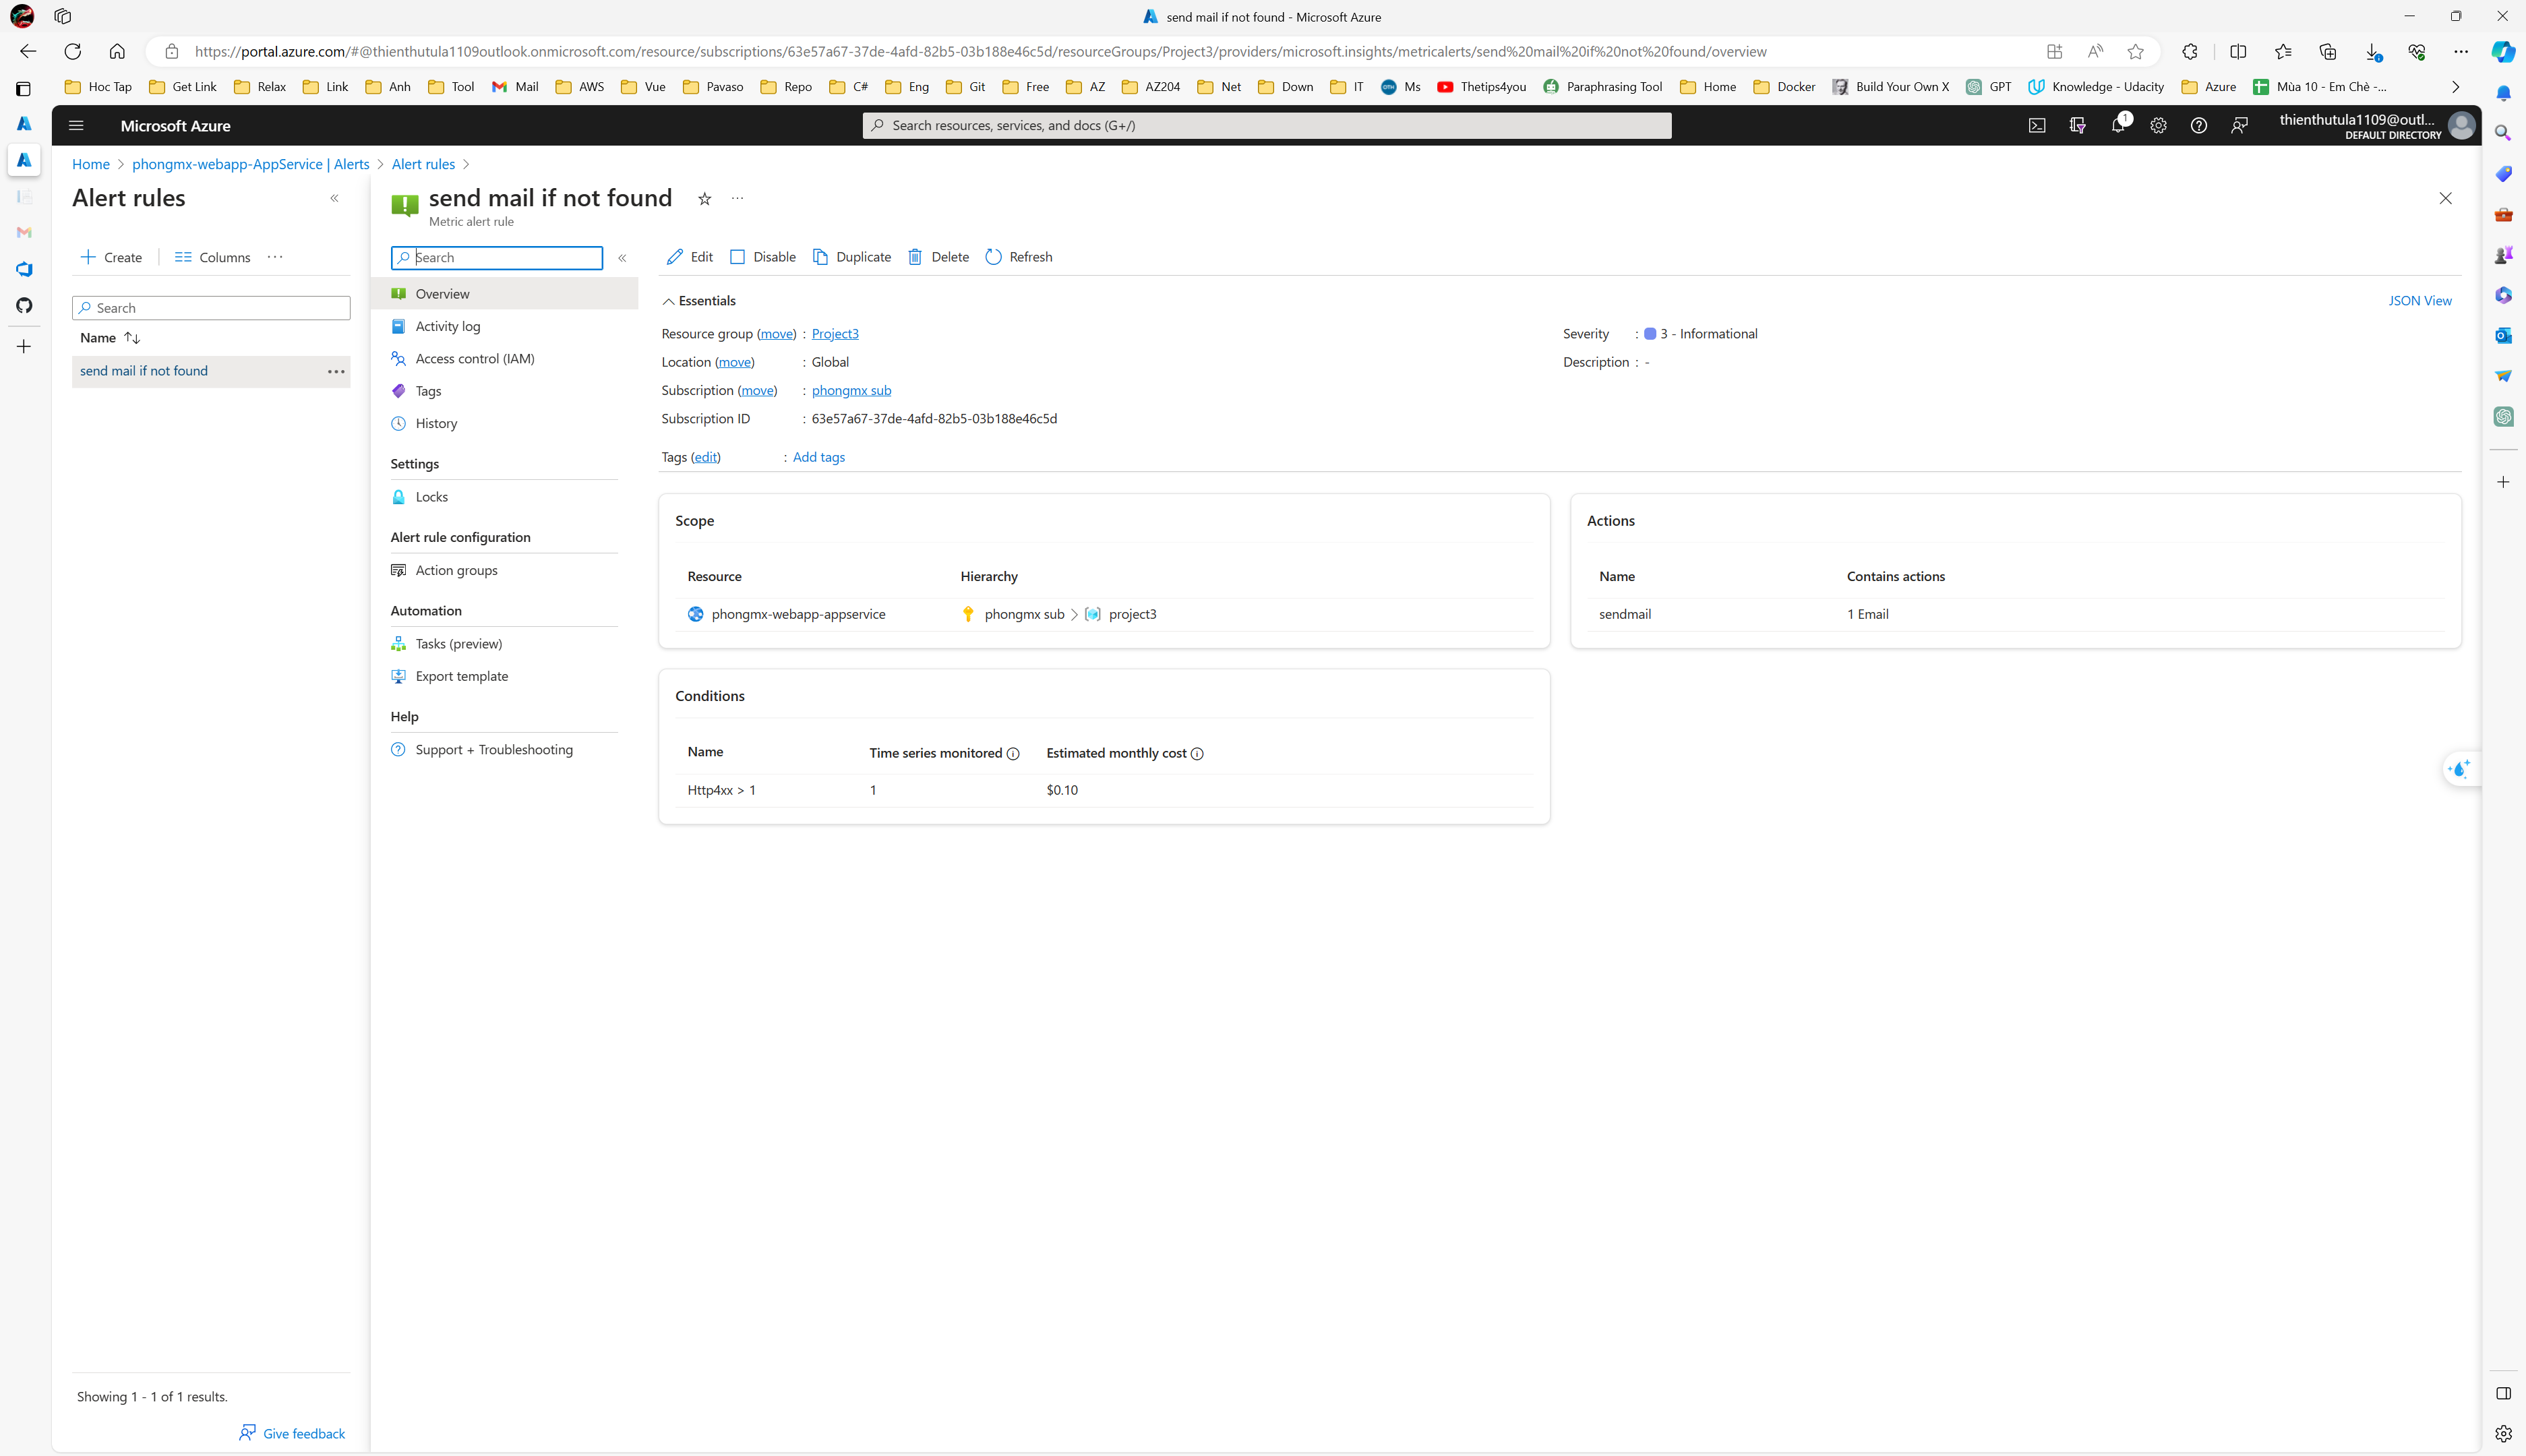 send mail if not found - Microsoft Azure
https://portal.azure.com/#@thienthutula1109outlook.onmicrosoft.com/resource/subscriptions/63e57a67-37de-4afd-82b5-03b188e46c5d/resourceGroups/Project3/providers/microsoft.insights/metricalerts/send%20mail%20if%20not%20found/overview
Hoc Tap Get Link Relax Link Anh Tool Mail AWS Vue Pavaso Repo C# Eng Git Free AZ AZ204 Net Down IT Ms Thetips4you Paraphrasing Tool Home Docker Build Your Own X GPT Knowledge - Udacity Azure Mùa 10 - Em Chè -...
Microsoft Azure
Search resources, services, and docs (G+/)
1
thienthutula1109@outl...
DEFAULT DIRECTORY
Home > phongmx-webapp-AppService | Alerts > Alert rules >
Alert rules
Create
Columns
Search
Name
send mail if not found
Showing 1 - 1 of 1 results.
Give feedback
send mail if not found
Metric alert rule
Search
Overview
Activity log
Access control (IAM)
Tags
History
Settings
Locks
Alert rule configuration
Action groups
Automation
Tasks (preview)
Export template
Help
Support + Troubleshooting
Edit Disable Duplicate Delete Refresh
Essentials
JSON View
Resource group (move) : Project3
Location (move) : Global
Subscription (move) : phongmx sub
Subscription ID : 63e57a67-37de-4afd-82b5-03b188e46c5d
Severity : 3 - Informational
Description : -
Tags (edit) : Add tags
Scope
Resource Hierarchy
phongmx-webapp-appservice phongmx sub > project3
Actions
Name Contains actions
sendmail 1 Email
Conditions
Name Time series monitored Estimated monthly cost
Http4xx > 1 1 $0.10